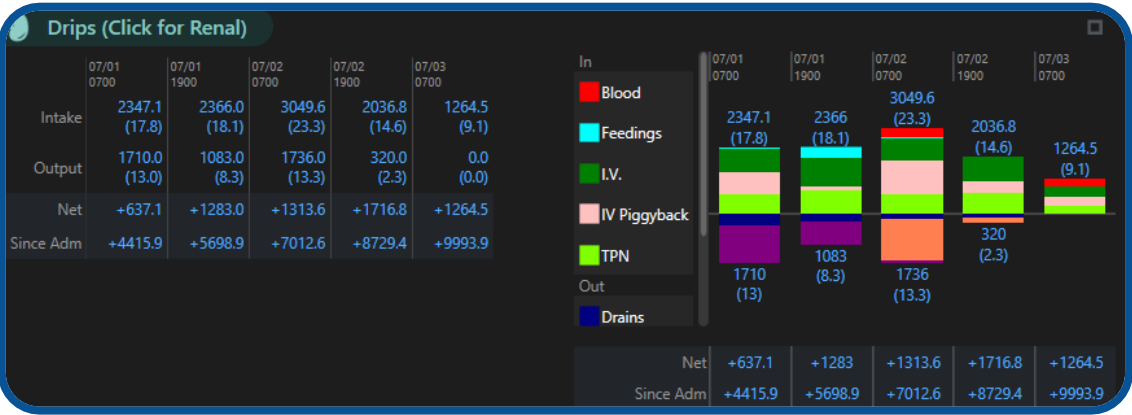 Drips (Click for Renal)
07/01 07/01 07/02 07/02 07/03
0700 1900 0700 1900 0700
Intake 2347.1 2366.0 3049.6 2036.8 1264.5
(17.8) (18.1) (23.3) (14.6) (9.1)
Output 1710.0 1083.0 1736.0 320.0 0.0
(13.0) (8.3) (13.3) (2.3) (0.0)
Net +637.1 +1283.0 +1313.6 +1716.8 +1264.5
Since Adm +4415.9 +5698.9 +7012.6 +8729.4 +9993.9
In
Blood
Feedings
I.V.
IV Piggyback
TPN
Out
Drains
07/01 07/01 07/02 07/02 07/03
0700 1900 0700 1900 0700
2347.1 2366 3049.6 2036.8 1264.5
(17.8) (18.1) (23.3) (14.6) (9.1)
1710 1083 1736 320
(13) (8.3) (13.3) (2.3)
Net +637.1 +1283 +1313.6 +1716.8 +1264.5
Since Adm +4415.9 +5698.9 +7012.6 +8729.4 +9993.9